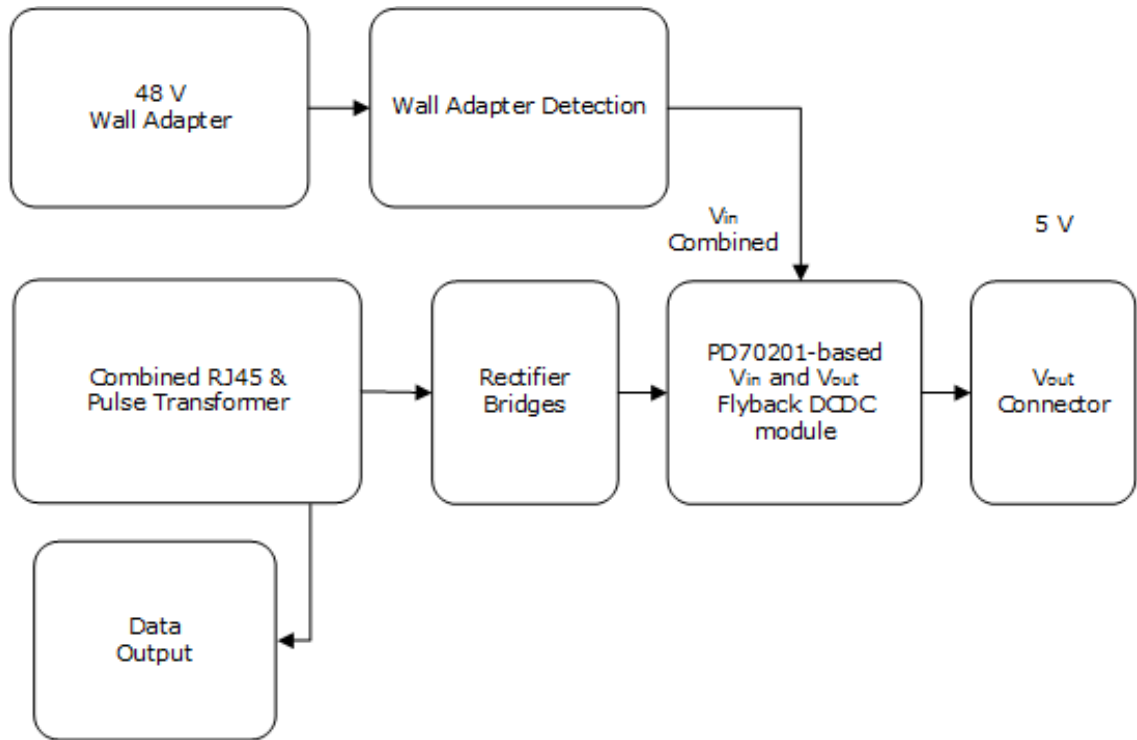 48 V
Wall Adapter
Wall Adapter Detection
Vin
Combined
5 V
Combined RJ45 &
Pulse Transformer
Rectifier
Bridges
PD70201-based
Vin and Vout
Flyback DCDC
module
Vout
Connector
Data
Output